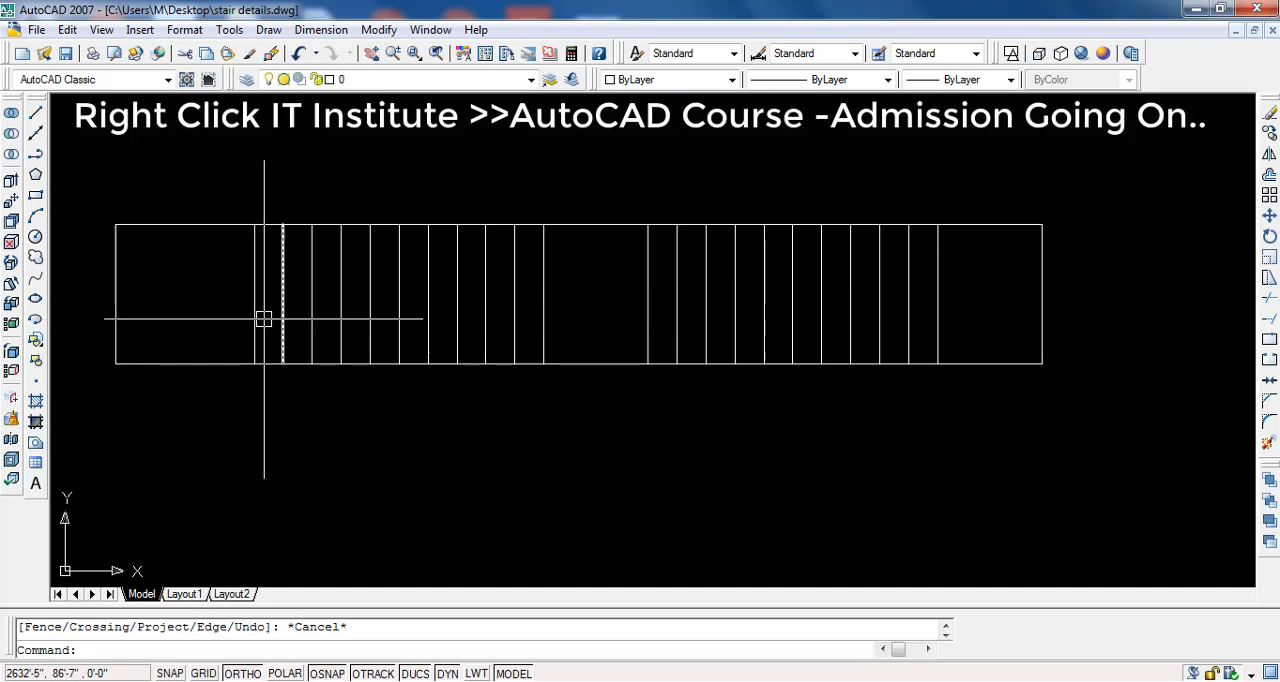 AutoCAD 2007 - [C:\Users\M\Desktop\stair details.dwg]
File Edit View Insert Format Tools Draw Dimension Modify Window Help
Standard Standard Standard
AutoCAD Classic 0 ByLayer ByLayer ByLayer ByColor
Right Click IT Institute >>AutoCAD Course -Admission Going On..
A
Y
X
Model Layout1 Layout2
[Fence/Crossing/Project/Edge/Undo]: *Cancel*
Command:
2632'-5", 86'-7" , 0'-0" SNAP GRID ORTHO POLAR OSNAP OTRACK DUCS DYN LWT MODEL